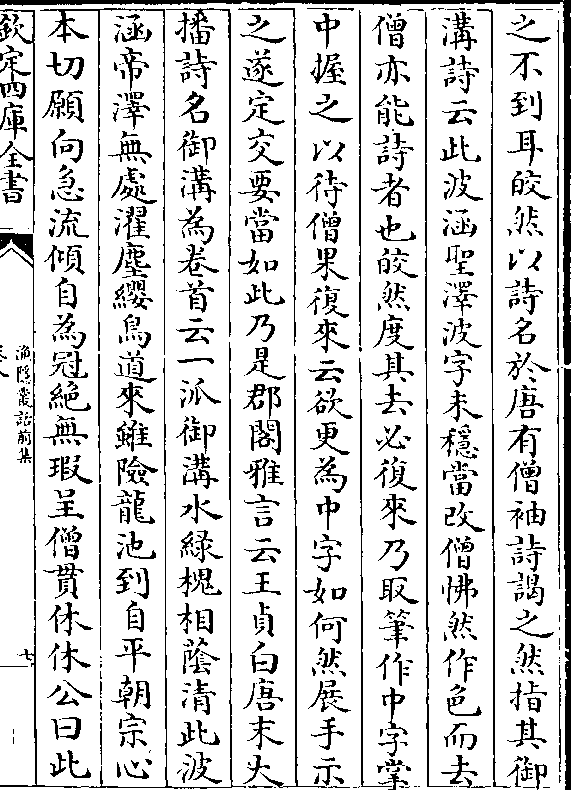 之不到耳皎然以詩名於唐有僧袖詩謁之然指其御
溝詩云此波涵聖澤波字未穩當改僧怫然作色而去
僧亦能詩者也皎然度其去必復來乃取筆作中字掌
中握之以待僧果復來云欲更為中字如何然展手示
之遂定交要當如此乃是郡閣雅言云王貞白唐末大
播詩名御溝為卷首云一派御溝水緑槐相蔭清此波
涵帝澤無處濯塵纓鳥道來雖險龍池到自平朝宗心
本切願向急流傾自為冠絶無瑕呈僧貫休休公曰此
欽定四庫全書
漁隱叢話前集
七